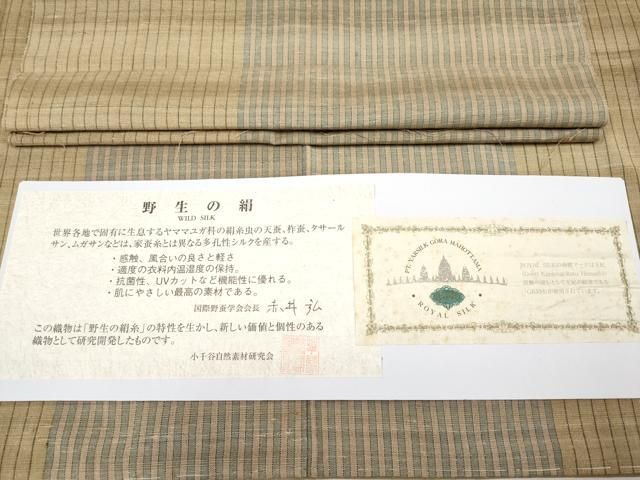 野生の絹
WILD SILK
世界各地で固有に生息するヤママユガ科の絹糸虫の天蚕、柞蚕、タサール
サン、ムガサンなどは、家蚕糸とは異なる多孔性シルクを産する。
・感触、風合いの良さと軽さ
・適度の衣料内温湿度の保持。
・抗菌性、UVカットなど機能性に優れる。
・肌にやさしい最高の素材である。
国際野蚕学会会長 赤井 弘
この織物は「野生の絹糸」の特性を生かし、新しい価値と個性のある
織物として研究開発したものです。
小千谷自然素材研究会
PT. YARSILK GORA MAHOTTAMA
ROYAL SILK